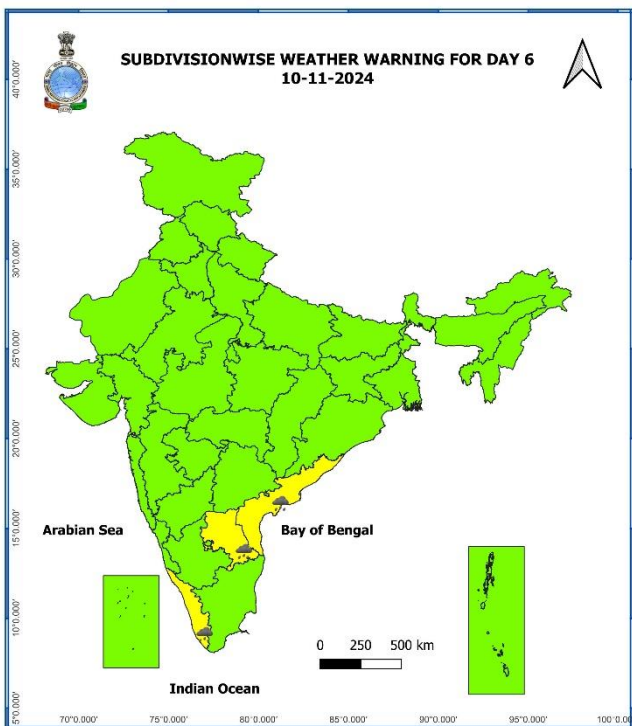 SUBDIVISIONWISE WEATHER WARNING FOR DAY 6
10-11-2024
40°0.000'
35°0.000'
30°0.000'
25°0.000'
20°0.000'
15°0.000'
10°0.000'
5°0.000'
Arabian Sea
Bay of Bengal
0 250 500 km
Indian Ocean
70°0.000' 75°0.000' 80°0.000' 85°0.000' 90°0.000' 95°0.000' 100°0.0